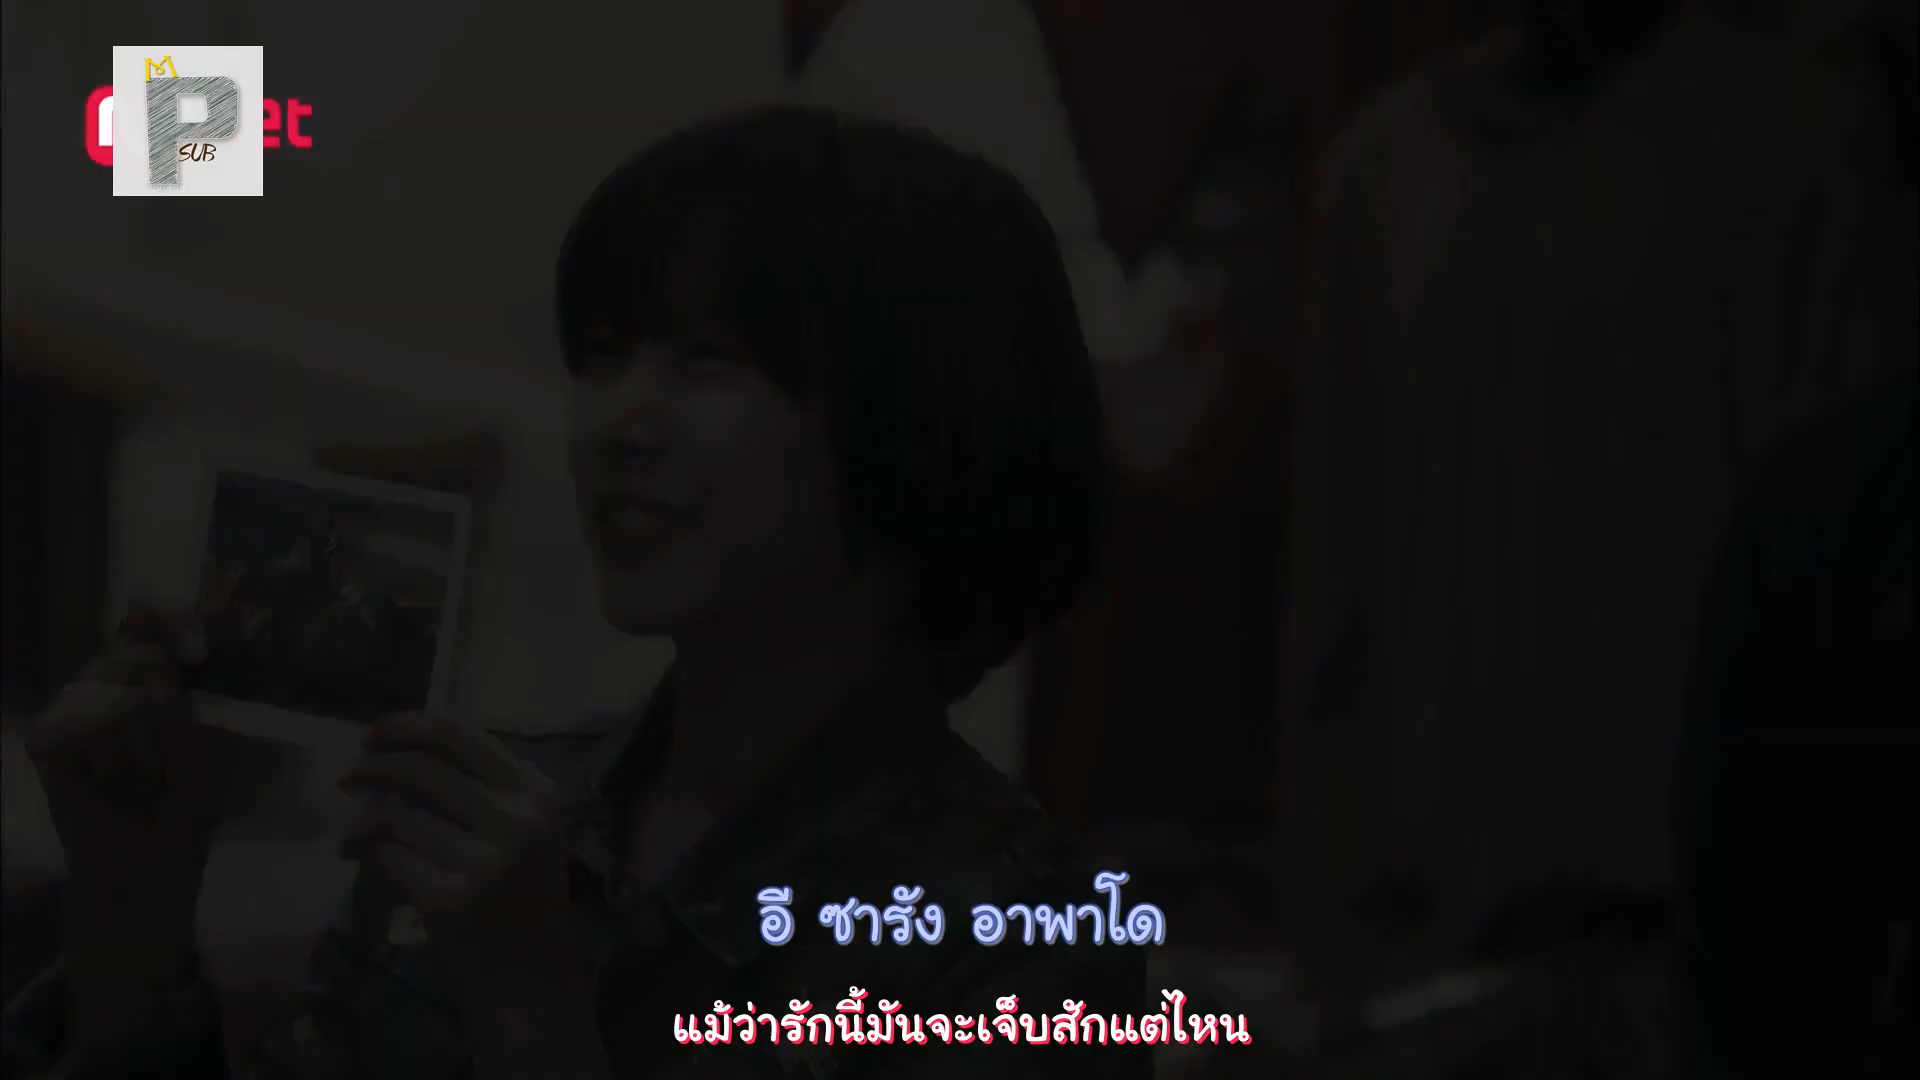 et
P
SUB
อี ซารัง อาพาโด
แม้ว่ารักนี้มันจะเจ็บสักแต่ไหน